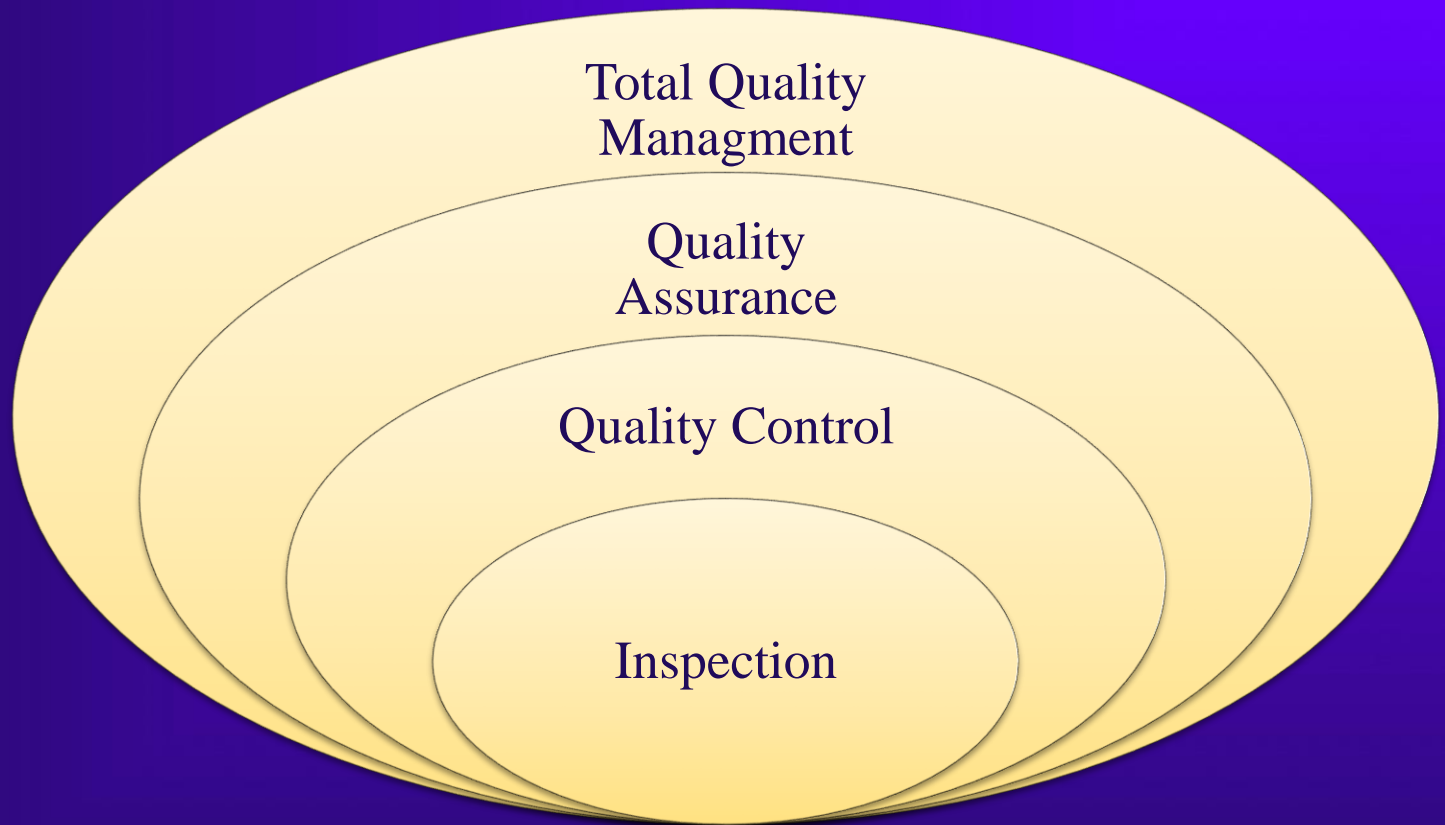 Total Quality
Managment
Quality
Assurance
Quality Control
Inspection